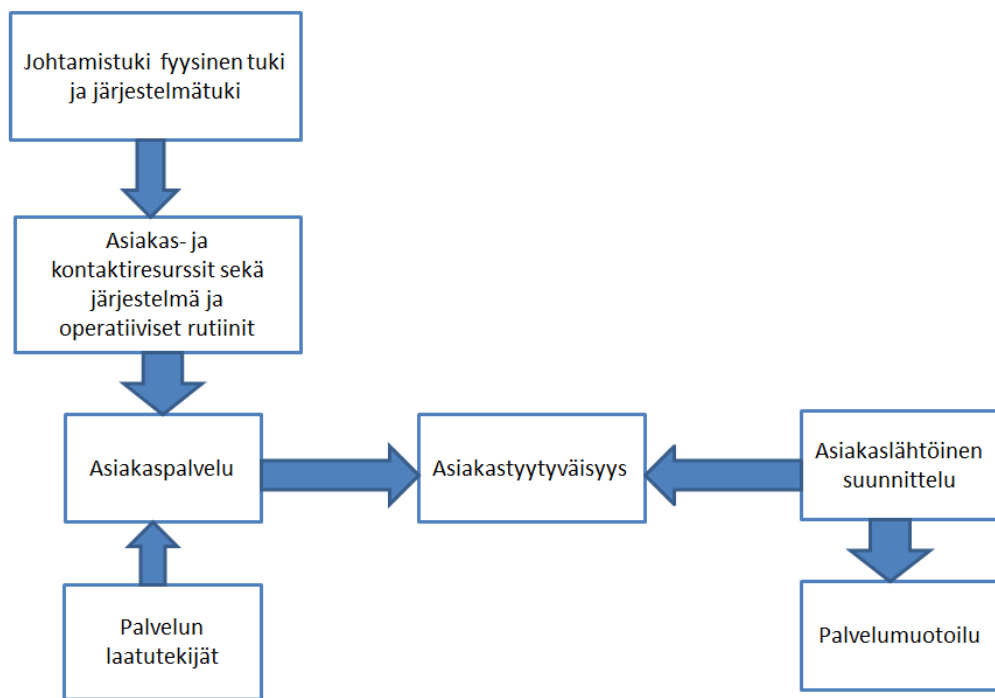 Johtamistuki fyysinen tuki
ja järjestelmätuki
Asiakas- ja
kontaktiresurssit sekä
järjestelmä ja
operatiiviset rutiinit
Asiakaspalvelu
Asiakastyytyväisyys
Asiakaslähtöinen
suunnittelu
Palvelun
laatutekijät
Palvelumuotoilu